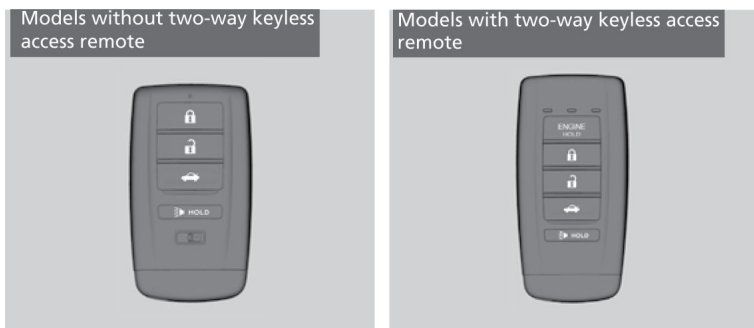 Models without two-way keyless
access remote
Models with two-way keyless access
remote
ENGINE
HOLD
HOLD
HOLD